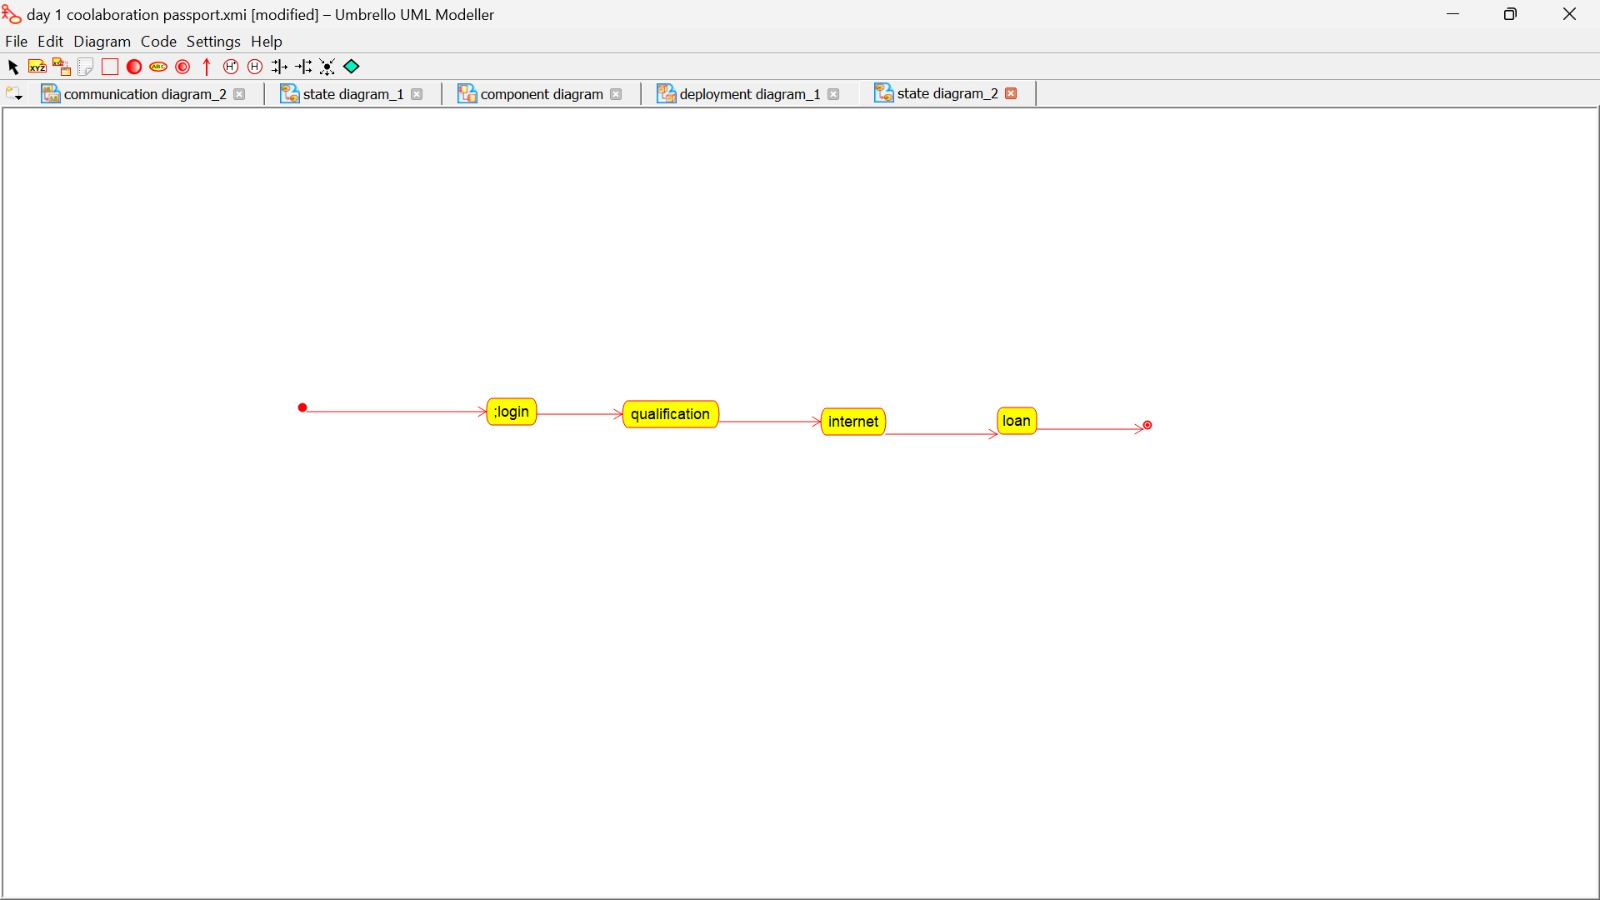 day 1 coolaboration passport.xmi [modified] – Umbrello UML Modeller
File Edit Diagram Code Settings Help
communication diagram_2 state diagram_1 component diagram deployment diagram_1 state diagram_2
;login qualification internet loan